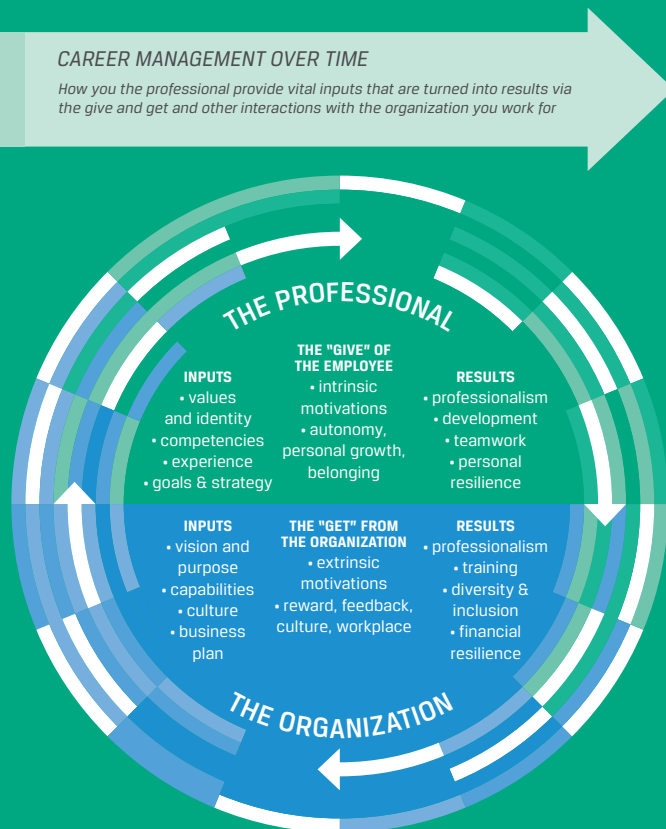 CAREER MANAGEMENT OVER TIME
How you the professional provide vital inputs that are turned into results via
the give and get and other interactions with the organization you work for
THE PROFESSIONAL
INPUTS
• values
and identity
• competencies
• experience
• goals & strategy
THE "GIVE" OF
THE EMPLOYEE
• intrinsic
motivations
• autonomy,
personal growth,
belonging
RESULTS
• professionalism
• development
• teamwork
• personal
resilience
INPUTS
• vision and
purpose
• capabilities
• culture
• business
plan
THE "GET" FROM
THE ORGANIZATION
• extrinsic
motivations
• reward, feedback,
culture, workplace
RESULTS
• professionalism
• training
• diversity &
inclusion
• financial
resilience
THE ORGANIZATION